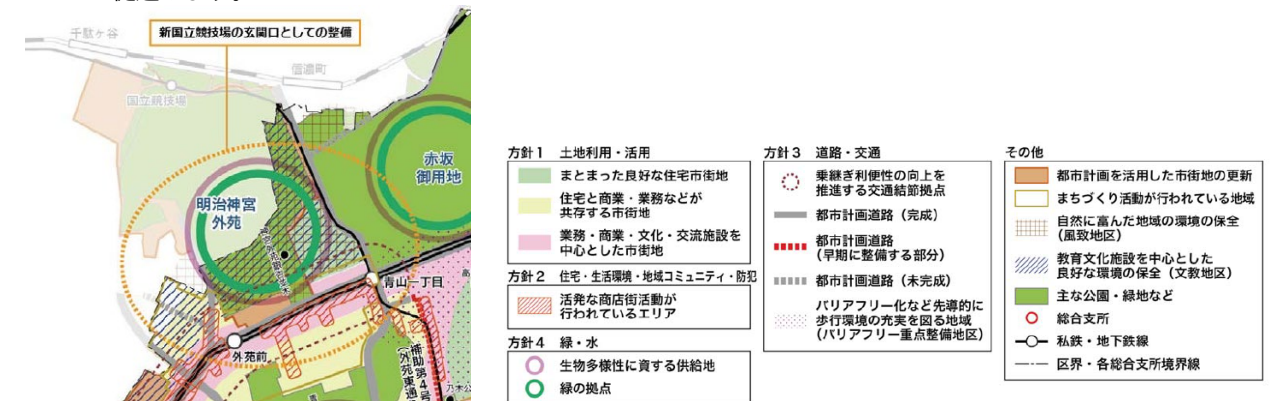 新国立競技場の玄関口としての整備
千駄ヶ谷
信濃町
国立競技場
明治神宮
外苑
赤坂
御用地
青山一丁目
外苑前
補助第4号
(外苑東通
乃木公
方針1 土地利用・活用
まとまった良好な住宅市街地
住宅と商業・業務などが
共存する市街地
業務・商業・文化・交流施設を
中心とした市街地
方針2 住宅・生活環境・地域コミュニティ・防犯
活発な商店街活動が
行われているエリア
方針4 緑・水
生物多様性に資する供給地
緑の拠点
方針3 道路・交通
乗継ぎ利便性の向上を
推進する交通結節拠点
都市計画道路(完成)
都市計画道路
(早期に整備する部分)
都市計画道路(未完成)
バリアフリー化など先導的に
歩行環境の充実を図る地域
(バリアフリー重点整備地区)
その他
都市計画を活用した市街地の更新
まちづくり活動が行われている地域
自然に富んだ地域の環境の保全
(風致地区)
教育文化施設を中心とした
良好な環境の保全(文教地区)
主な公園・緑地など
総合支所
私鉄・地下鉄線
区界・各総合支所境界線